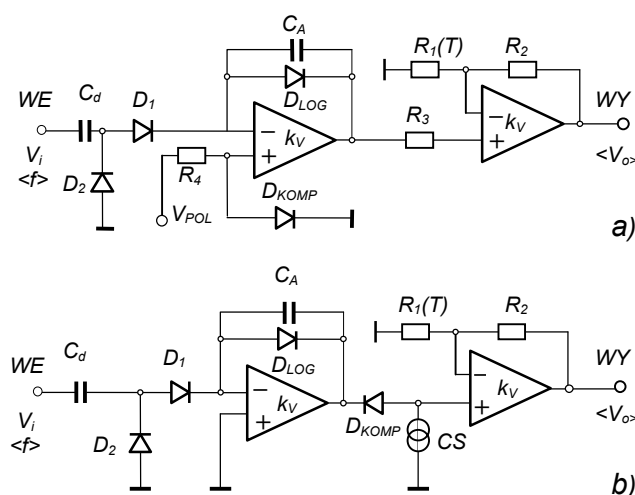 C_A
R_1(T) R_2
WE C_d D_1 D_LOG WY
R_3
k_V k_V
− + − +
V_i <f> D_2 R_4 <V_o>
V_POL D_KOMP
a)
C_A
R_1(T) R_2
WE C_d D_1 D_LOG WY
k_V k_V
− + − +
V_i <f> D_2 D_KOMP CS <V_o>
b)